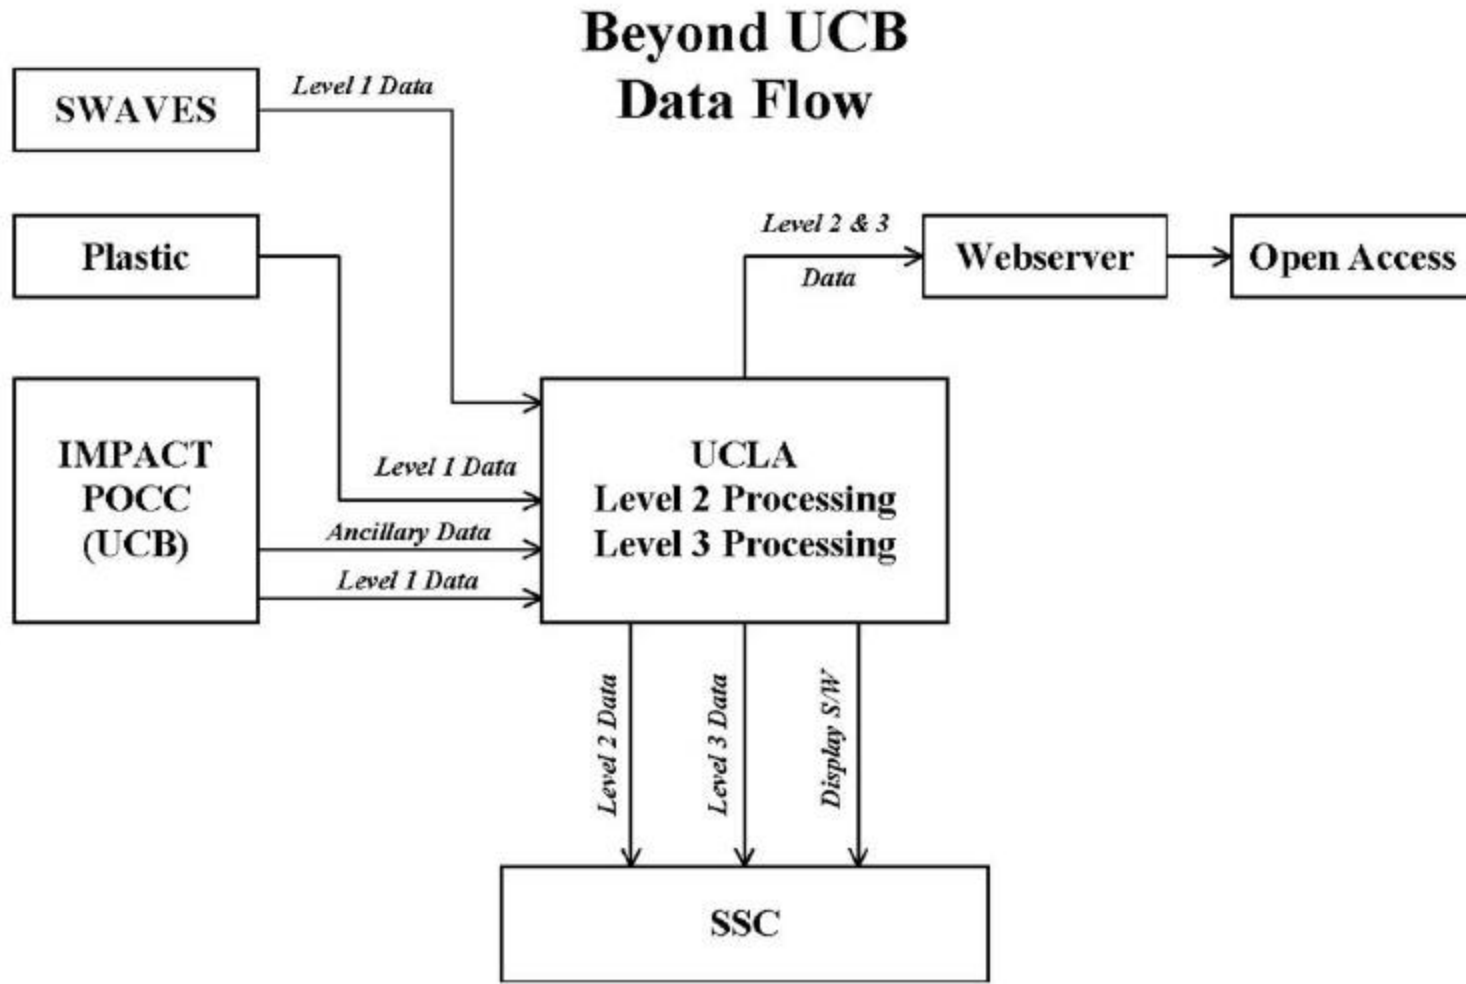 Beyond UCB
Data Flow
SWAVES
Level 1 Data
Plastic
Level 2 & 3
Data
Webserver
Open Access
IMPACT
POCC
(UCB)
Level 1 Data
Ancillary Data
Level 1 Data
UCLA
Level 2 Processing
Level 3 Processing
Level 2 Data
Level 3 Data
Display S/W
SSC